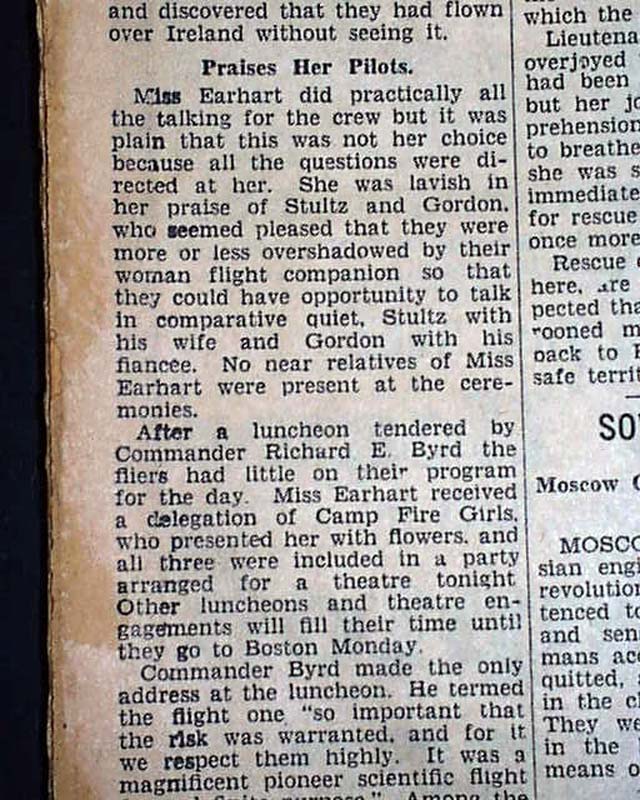 and discovered that they had flown
over Ireland without seeing it.
Praises Her Pilots.
Miss Earhart did practically all
the talking for the crew but it was
plain that this was not her choice
because all the questions were di-
rected at her. She was lavish in
her praise of Stultz and Gordon,
who seemed pleased that they were
more or less overshadowed by their
woman flight companion so that
they could have opportunity to talk
in comparative quiet, Stultz with
his wife and Gordon with his
fiancée. No near relatives of Miss
Earhart were present at the cere-
monies.
After a luncheon tendered by
Commander Richard E. Byrd the
fliers had little on their program
for the day. Miss Earhart received
a delegation of Camp Fire Girls,
who presented her with flowers, and
all three were included in a party
arranged for a theatre tonight
Other luncheons and theatre en-
gagements will fill their time until
they go to Boston Monday.
Commander Byrd made the only
address at the luncheon. He termed
the flight one "so important that
the risk was warranted, and for it
we respect them highly. It was a
magnificent pioneer scientific flight
purpose." Among the
which the
Lieutena
overjoyed
had been
but her jo
prehension
to breathe
she was s
immediate
for rescue
once more
Rescue
here, are
pected tha
rooned m
back to
safe territ
SO
Moscow
MOSCO
sian engi
revolution
tenced to
and sen
mans acc
quitted,
in the c
They we
in the
means o